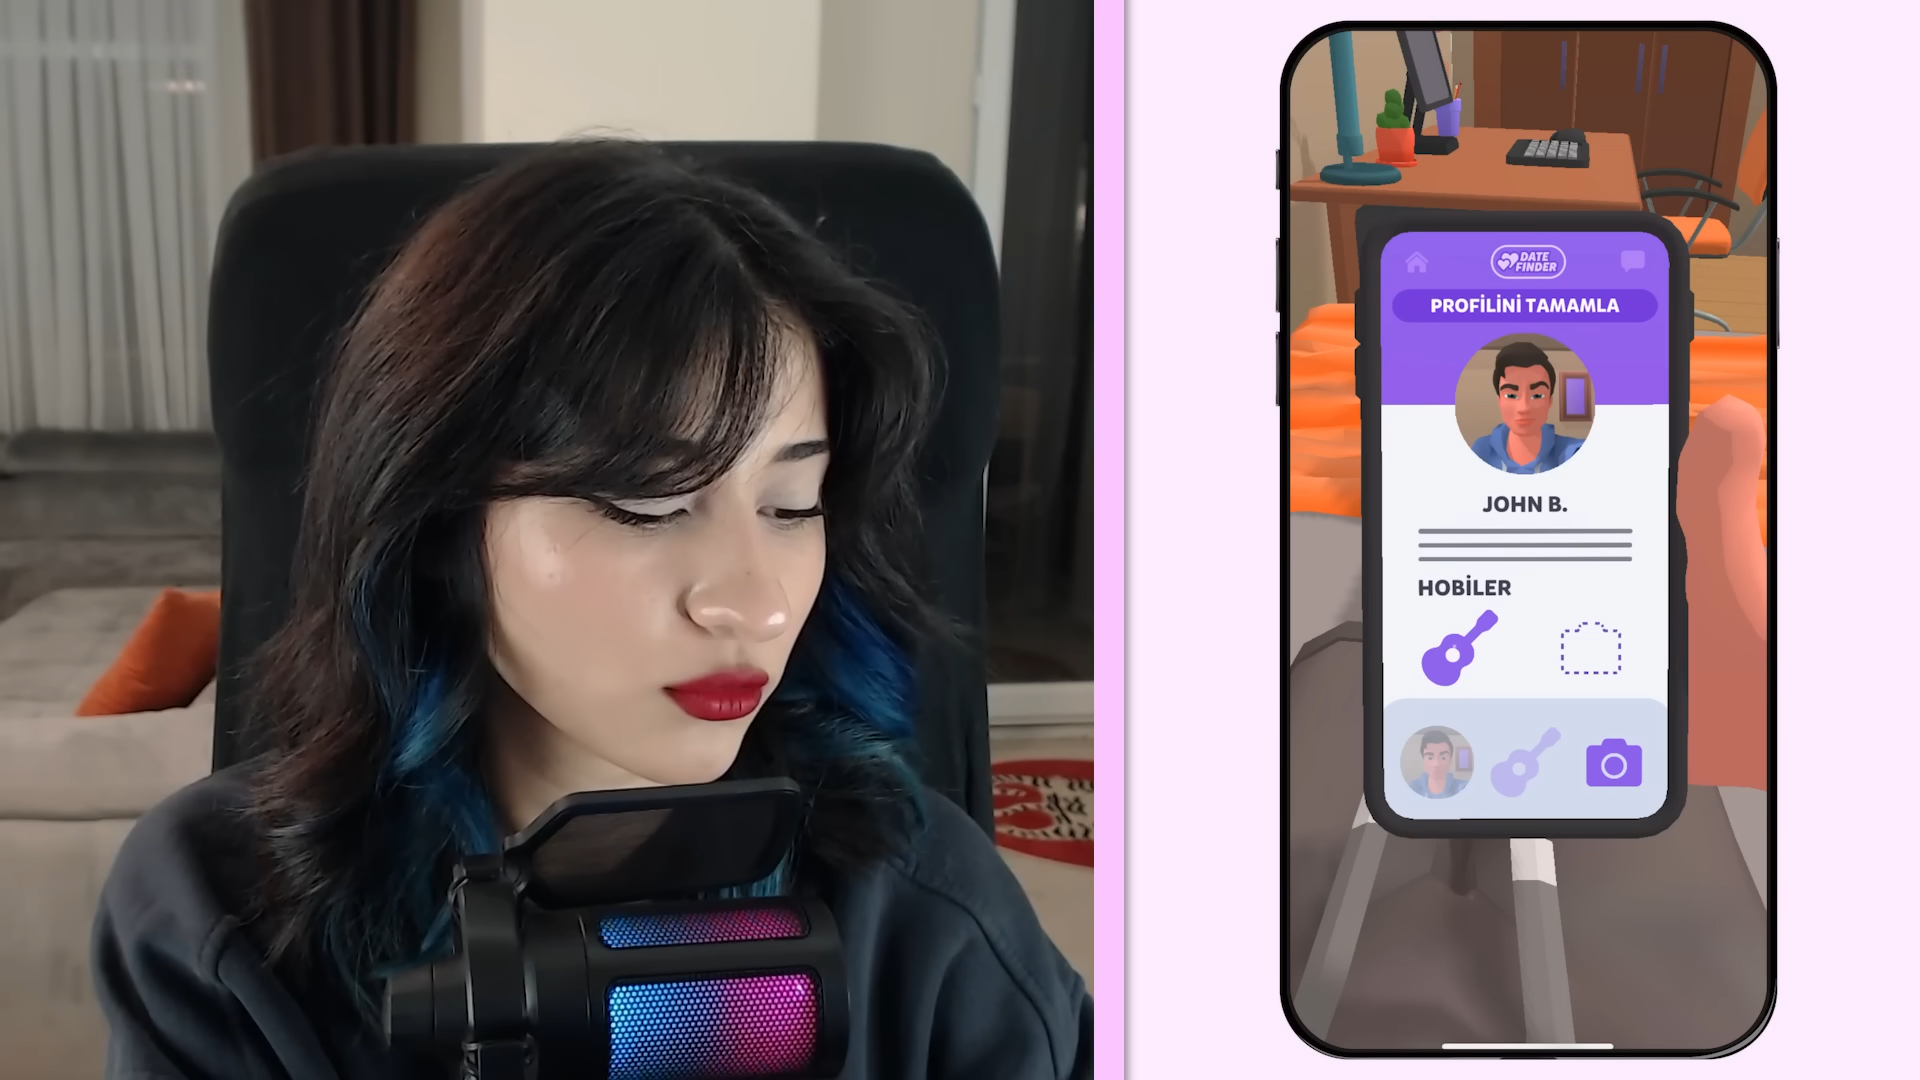 DATE
FINDER
PROFİLİNİ TAMAMLA
JOHN B.
HOBİLER